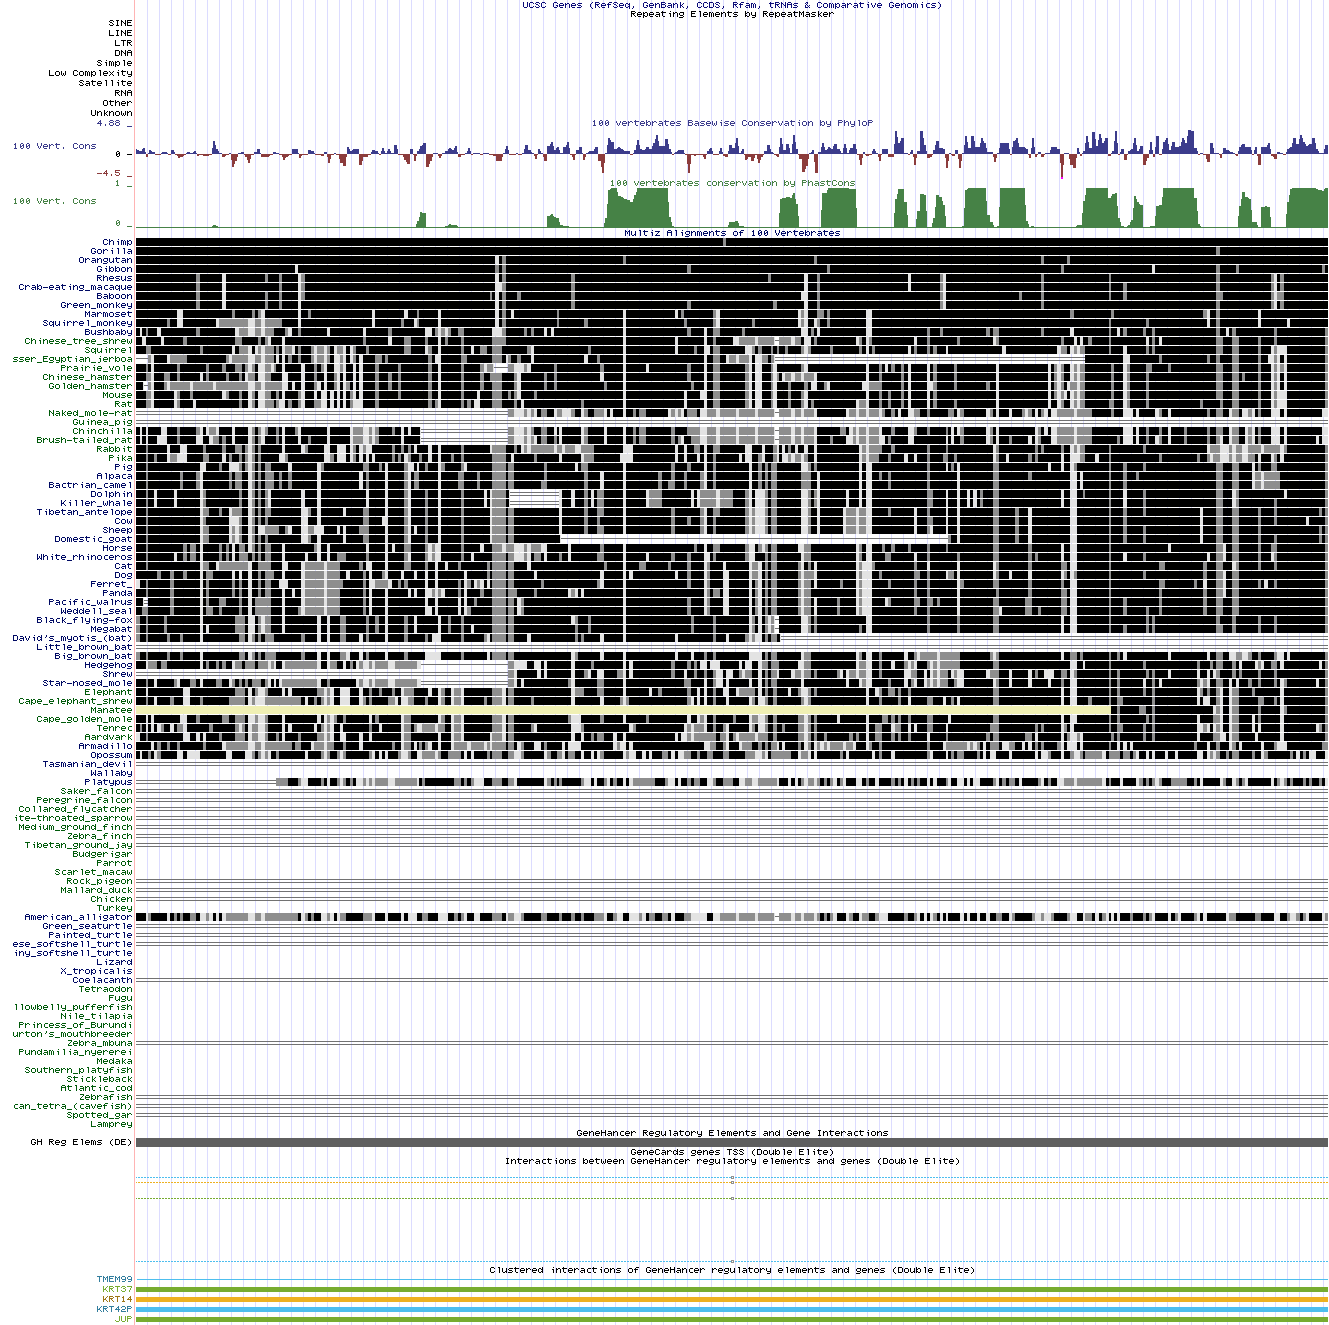 UCSC Genes (RefSeq, GenBank, CCDS, Rfam, tRNAs & Comparative Genomics)
Repeating Elements by RepeatMasker
SINE
LINE
LTR
DNA
Simple
Low Complexity
Satellite
RNA
Other
Unknown
4.88 _
100 vertebrates Basewise Conservation by PhyloP
100 Vert. Cons
0 -
-4.5 _
100 vertebrates conservation by PhastCons
1 _
100 Vert. Cons
0 _
Multiz Alignments of 100 Vertebrates
Chimp
Gorilla
Orangutan
Gibbon
Rhesus
Crab-eating_macaque
Baboon
Green_monkey
Marmoset
Squirrel_monkey
Bushbaby
Chinese_tree_shrew
Squirrel
sser_Egyptian_jerboa
Prairie_vole
Chinese_hamster
Golden_hamster
Mouse
Rat
Naked_mole-rat
Guinea_pig
Chinchilla
Brush-tailed_rat
Rabbit
Pika
Pig
Alpaca
Bactrian_camel
Dolphin
Killer_whale
Tibetan_antelope
Cow
Sheep
Domestic_goat
Horse
White_rhinoceros
Cat
Dog
Ferret_
Panda
Pacific_walrus
Weddell_seal
Black_flying-fox
Megabat
David's_myotis_(bat)
Little_brown_bat
Big_brown_bat
Hedgehog
Shrew
Star-nosed_mole
Elephant
Cape_elephant_shrew
Manatee
Cape_golden_mole
Tenrec
Aardvark
Armadillo
Opossum
Tasmanian_devil
Wallaby
Platypus
Saker_falcon
Peregrine_falcon
Collared_flycatcher
ite-throated_sparrow
Medium_ground_finch
Zebra_finch
Tibetan_ground_jay
Budgerigar
Parrot
Scarlet_macaw
Rock_pigeon
Mallard_duck
Chicken
Turkey
American_alligator
Green_seaturtle
Painted_turtle
ese_softshell_turtle
iny_softshell_turtle
Lizard
X_tropicalis
Coelacanth
Tetraodon
Fugu
llowbelly_pufferfish
Nile_tilapia
Princess_of_Burundi
urton's_mouthbreeder
Zebra_mbuna
Pundamilia_nyererei
Medaka
Southern_platyfish
Stickleback
Atlantic_cod
Zebrafish
can_tetra_(cavefish)
Spotted_gar
Lamprey
GeneHancer Regulatory Elements and Gene Interactions
GH Reg Elems (DE)
GeneCards genes TSS (Double Elite)
Interactions between GeneHancer regulatory elements and genes (Double Elite)
Clustered interactions of GeneHancer regulatory elements and genes (Double Elite)
TMEM99
KRT37
KRT14
KRT42P
JUP